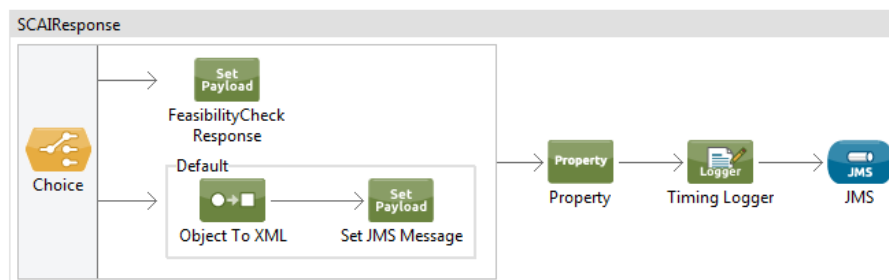 SCAIResponse
Set
Payload
FeasibilityCheck
Response
Choice
Default
Object To XML
Set
Payload
Set JMS Message
Property
Property
Logger
Timing Logger
JMS
JMS